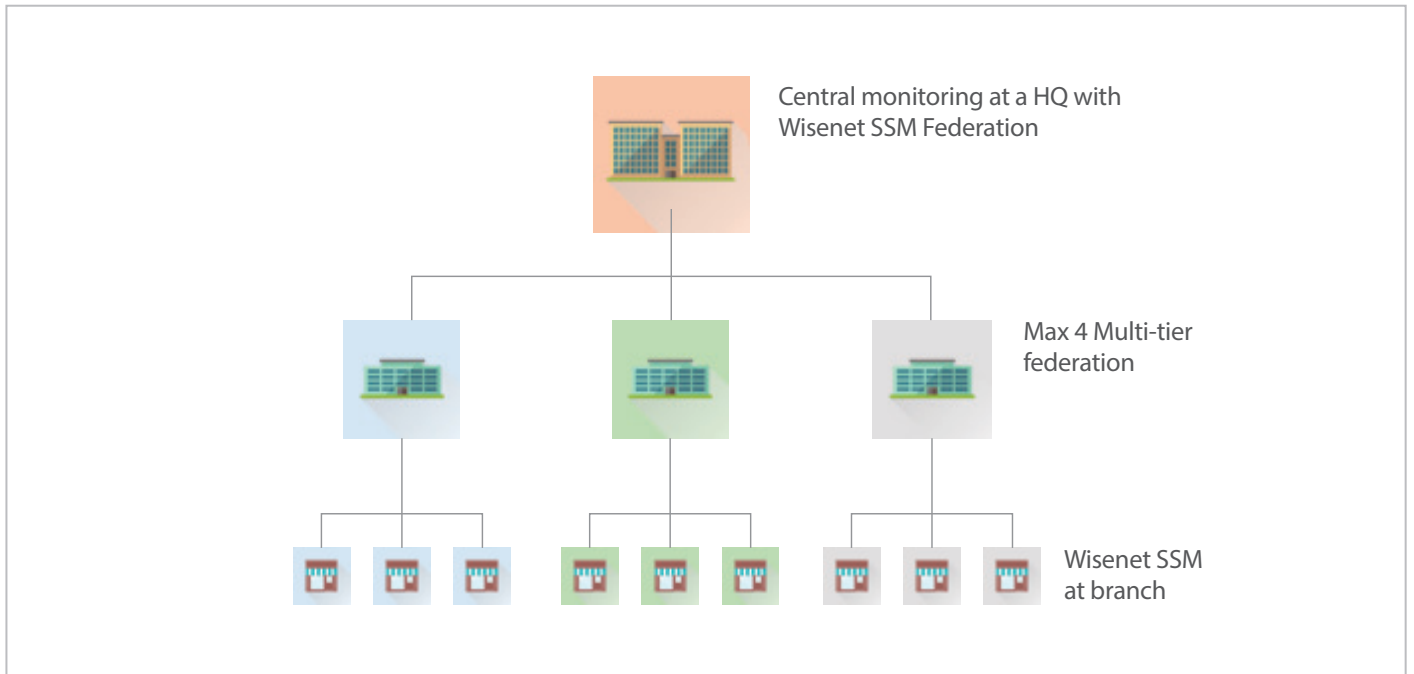 Central monitoring at a HQ with
Wisenet SSM Federation
Max 4 Multi-tier
federation
Wisenet SSM
at branch